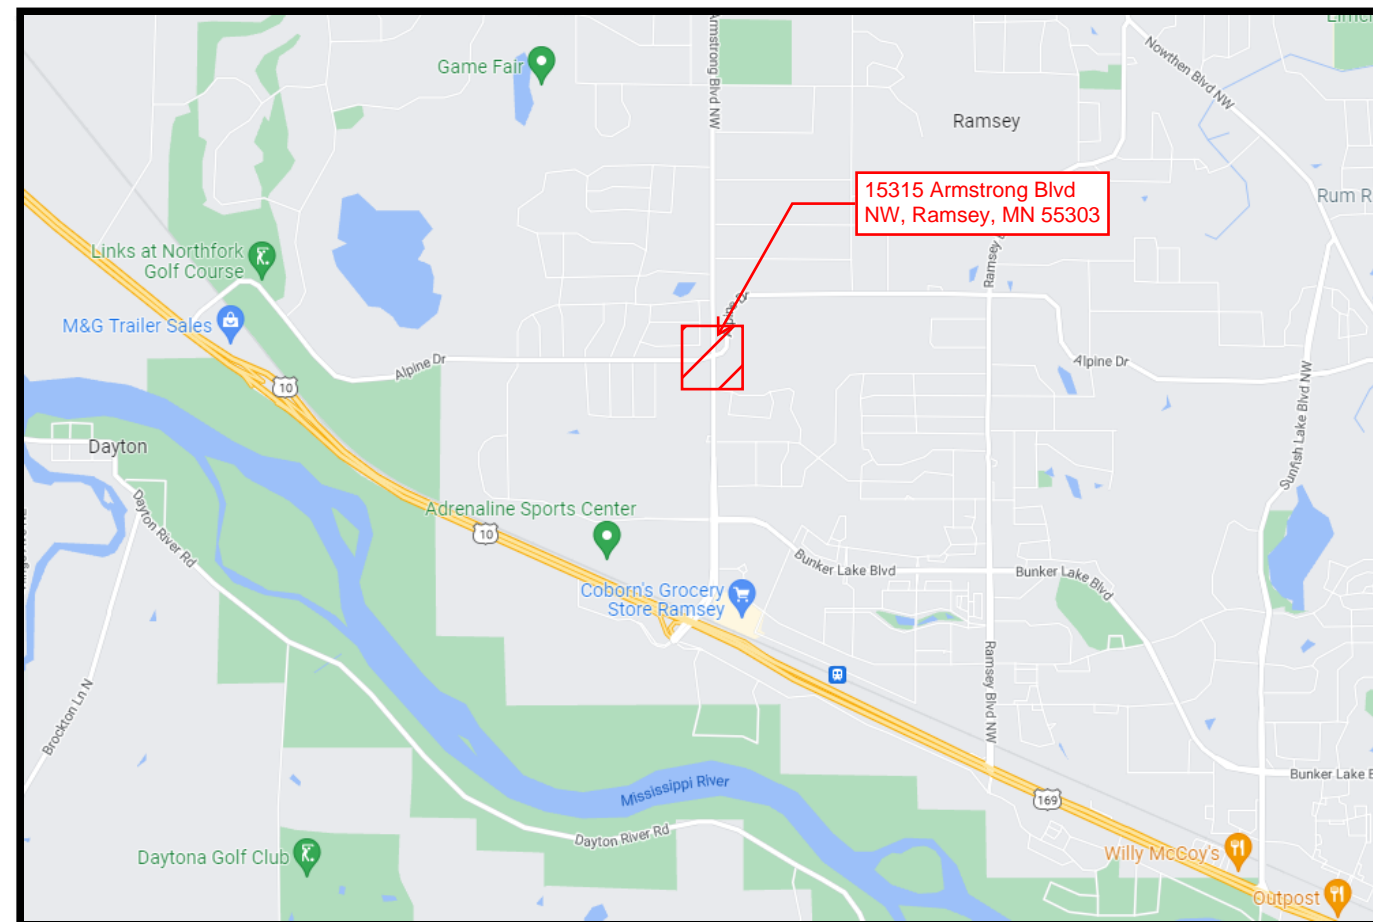 Armstrong Blvd NW
Game Fair
Nowthen Blvd NW
Ramsey
15315 Armstrong Blvd
NW, Ramsey, MN 55303
Rum R
Links at Northfork
Golf Course
Ramsey
M&G Trailer Sales
Alpine Dr
Alpine Dr
Alpine Dr
10
Sunfish Lake Blvd NW
Dayton
Dayton River Rd
Adrenaline Sports Center
10
Bunker Lake Blvd
Bunker Lake Blvd
Coborn's Grocery
Store Ramsey
Ramsey Blvd NW
Brockton Ln N
Mississippi River
Bunker Lake B
169
Dayton River Rd
Daytona Golf Club
Willy McCoy's
Outpost